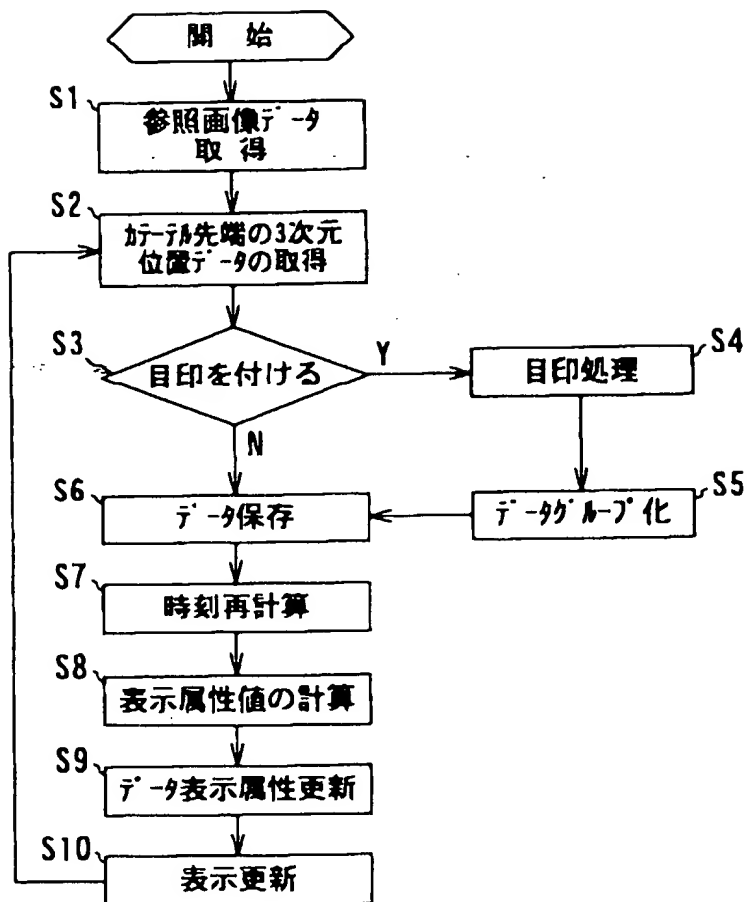 開 始
S1
参照画像ﾃﾞｰﾀ
取 得
S2
ｶﾃｰﾃﾙ先端の3次元
位置ﾃﾞｰﾀの取得
S3
目印を付ける
Y
S4
目印処理
N
S5
ﾃﾞｰﾀｸﾞﾙｰﾌﾟ化
S6
ﾃﾞｰﾀ保存
S7
時刻再計算
S8
表示属性値の計算
S9
ﾃﾞｰﾀ表示属性更新
S10
表示更新